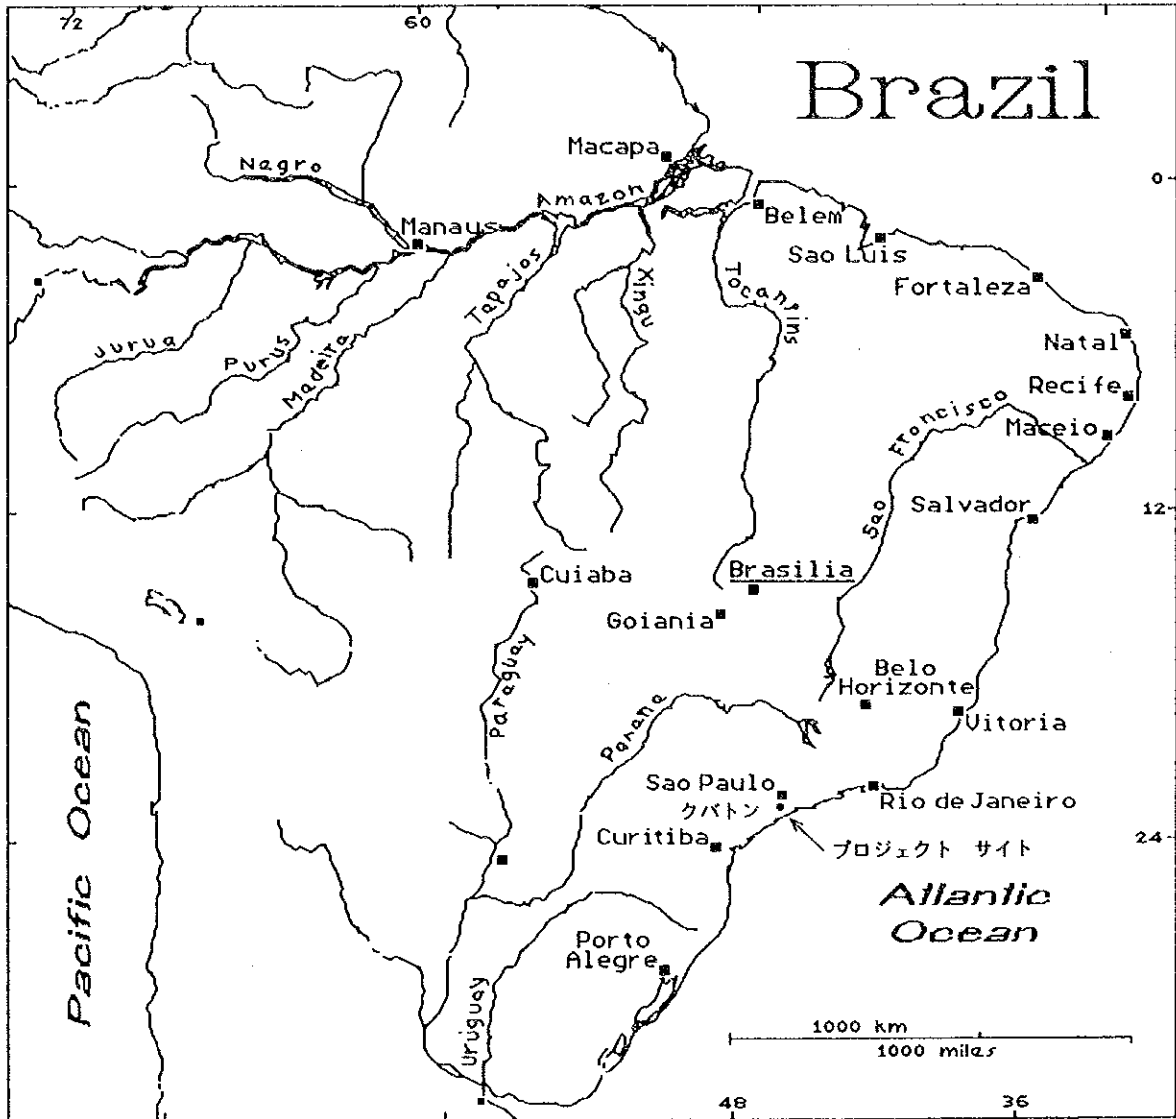 72
60
Brazil
Macapa
Negro
Amazon
0
Manaus
Belem
Sao Luis
Tapajos
Xingu
Tocantins
Fortaleza
Jurua
Purus
Madeira
Natal
Recife
Sao Francisco
Maceio
Salvador
12
Cuiaba
Brasilia
Goiania
Paraguay
Parana
Belo
Horizonte
Vitoria
Pacific Ocean
Sao Paulo
クバトン
Rio de Janeiro
Curitiba
プロジェクト サイト
24
Atlantic
Ocean
Porto
Alegre
Uruguay
1000 km
1000 miles
48
36